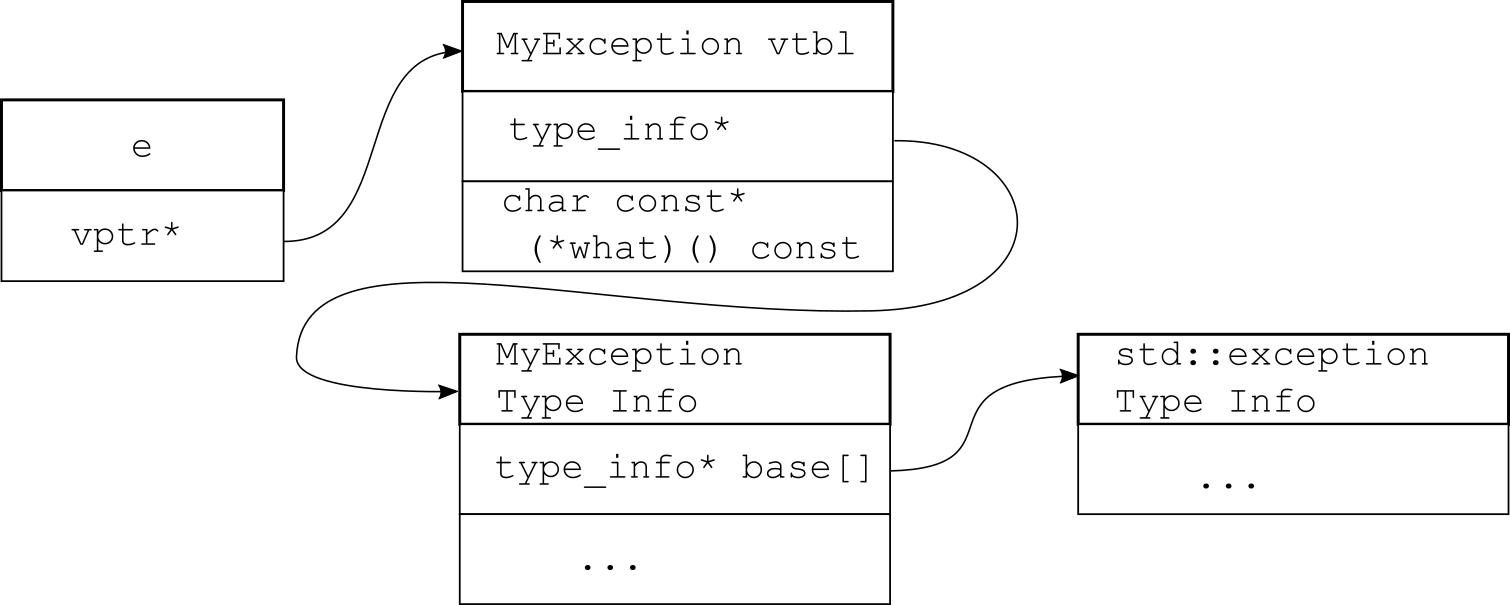 MyException vtbl
type_info*
char const*
(*what)() const
e
vptr*
MyException
Type Info
type_info* base[]
...
std::exception
Type Info
...